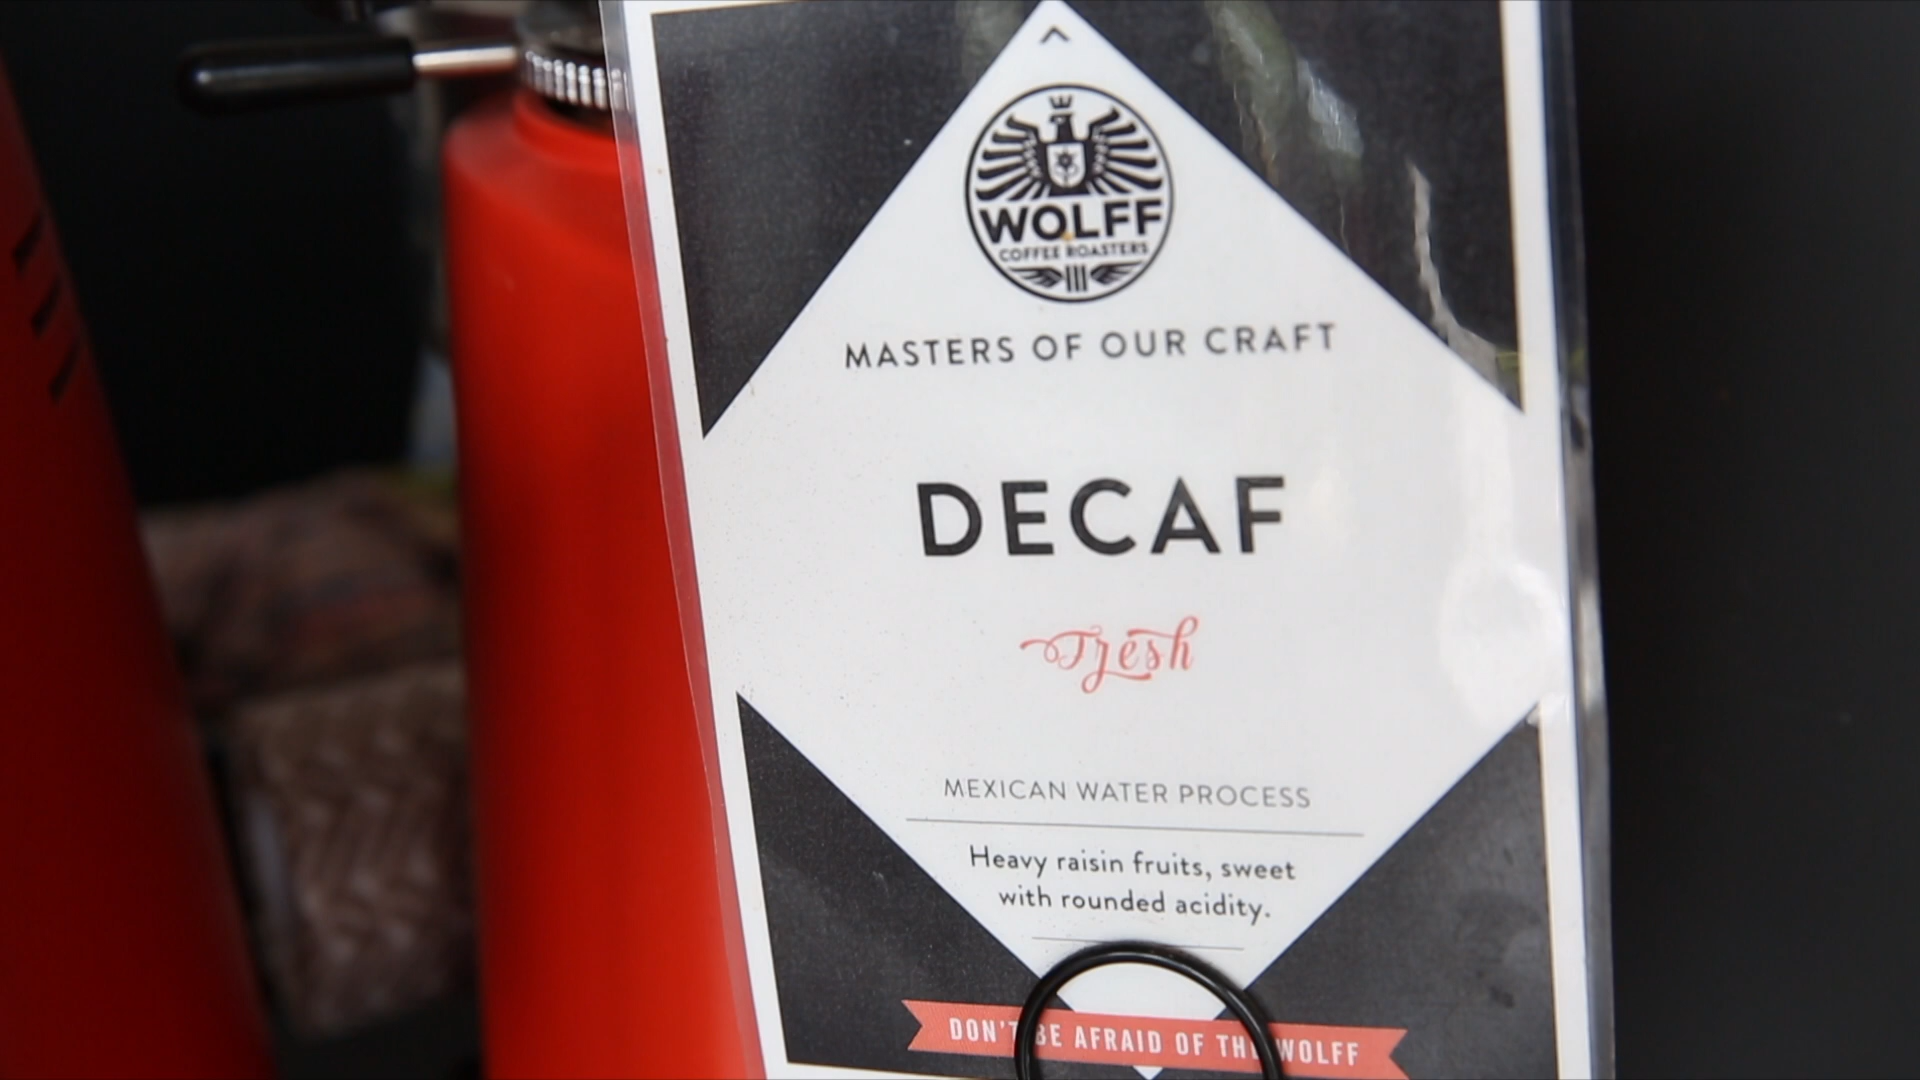 WOLFF
COFFEE ROASTERS
MASTERS OF OUR CRAFT
DECAF
Fresh
MEXICAN WATER PROCESS
Heavy raisin fruits, sweet
with rounded acidity.
DON'T BE AFRAID OF THE WOLFF